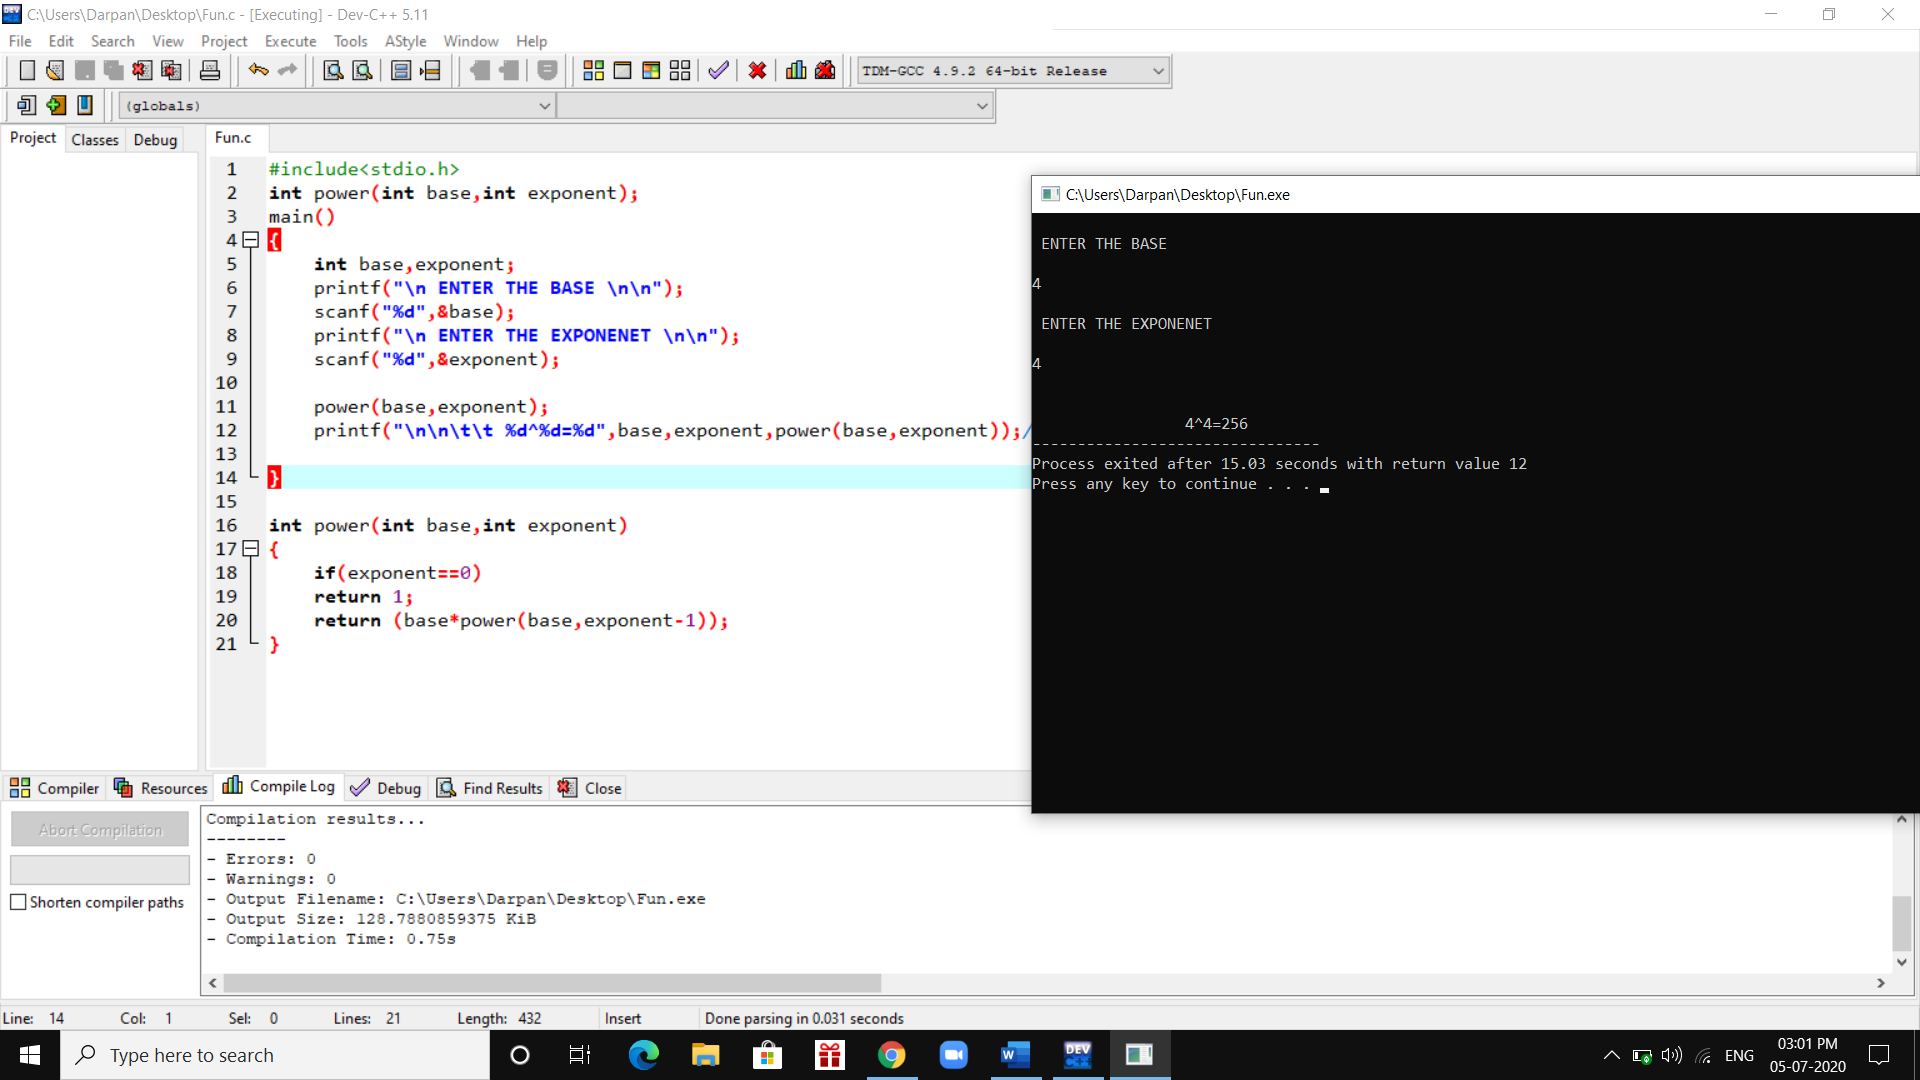 C:\Users\Darpan\Desktop\Fun.c - [Executing] - Dev-C++ 5.11
File Edit Search View Project Execute Tools AStyle Window Help
TDM-GCC 4.9.2 64-bit Release
(globals)
Project Classes Debug
Fun.c
1 #include<stdio.h>
2 int power(int base,int exponent);
3 main()
4 {
5 int base,exponent;
6 printf("\n ENTER THE BASE \n\n");
7 scanf("%d",&base);
8 printf("\n ENTER THE EXPONENET \n\n");
9 scanf("%d",&exponent);
10
11 power(base,exponent);
12 printf("\n\n\t\t %d^%d=%d",base,exponent,power(base,exponent));/
13
14 }
15
16 int power(int base,int exponent)
17 {
18 if(exponent==0)
19 return 1;
20 return (base*power(base,exponent-1));
21 }
C:\Users\Darpan\Desktop\Fun.exe
ENTER THE BASE
4
ENTER THE EXPONENET
4
4^4=256
--------------------------------
Process exited after 15.03 seconds with return value 12
Press any key to continue . . .
Compiler Resources Compile Log Debug Find Results Close
Abort Compilation
Shorten compiler paths
Compilation results...
--------
- Errors: 0
- Warnings: 0
- Output Filename: C:\Users\Darpan\Desktop\Fun.exe
- Output Size: 128.7880859375 KiB
- Compilation Time: 0.75s
Line: 14 Col: 1 Sel: 0 Lines: 21 Length: 432 Insert Done parsing in 0.031 seconds
Type here to search
DEV C++
ENG
03:01 PM
05-07-2020